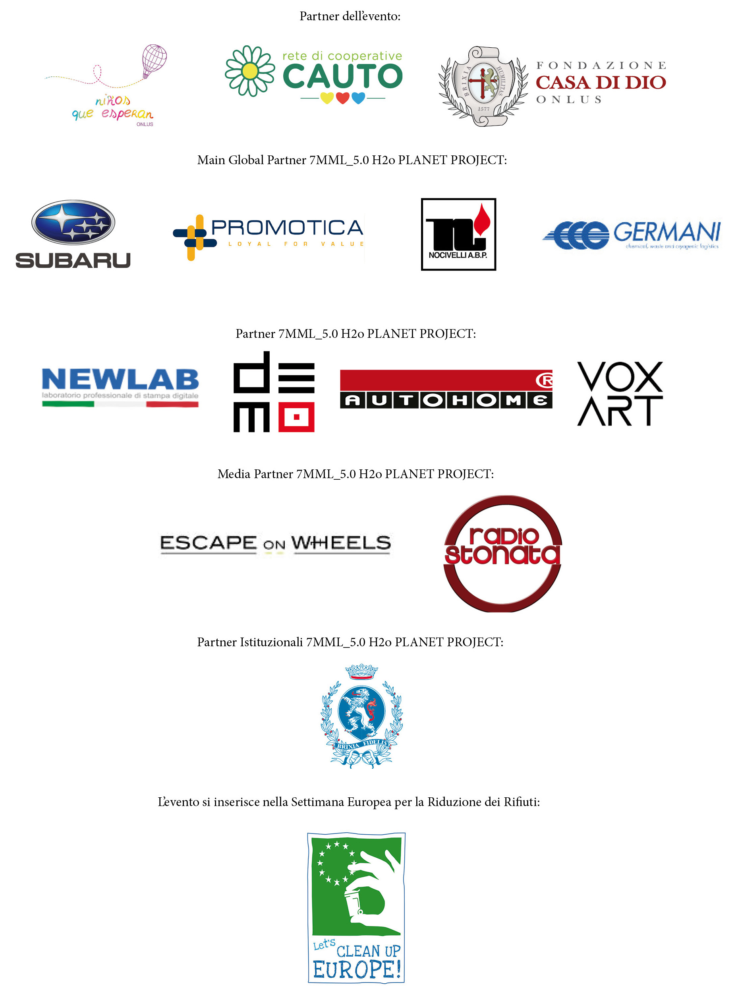 Partner dell'evento:
niños
que esperan
ONLUS
rete di cooperative
CAUTO
BRIXIA
HUMILITAS
1577
FONDAZIONE
CASA DI DIO
ONLUS
Main Global Partner 7MML_5.0 H2o PLANET PROJECT:
SUBARU
PROMOTICA
LOYAL FOR VALUE
n
NOCIVELLI A.B.P.
GERMANI
chemical, waste and cryogenic logistics
Partner 7MML_5.0 H2o PLANET PROJECT:
NEWLAB
laboratorio professionale di stampa digitale
de
mo
®
AUTOHOME
VOX
ART
Media Partner 7MML_5.0 H2o PLANET PROJECT:
ESCAPE ON WHEELS
radio
stonata
Partner Istituzionali 7MML_5.0 H2o PLANET PROJECT:
BRIXIA FIDELIS
L'evento si inserisce nella Settimana Europea per la Riduzione dei Rifiuti:
Let's
CLEAN UP
EUROPE!